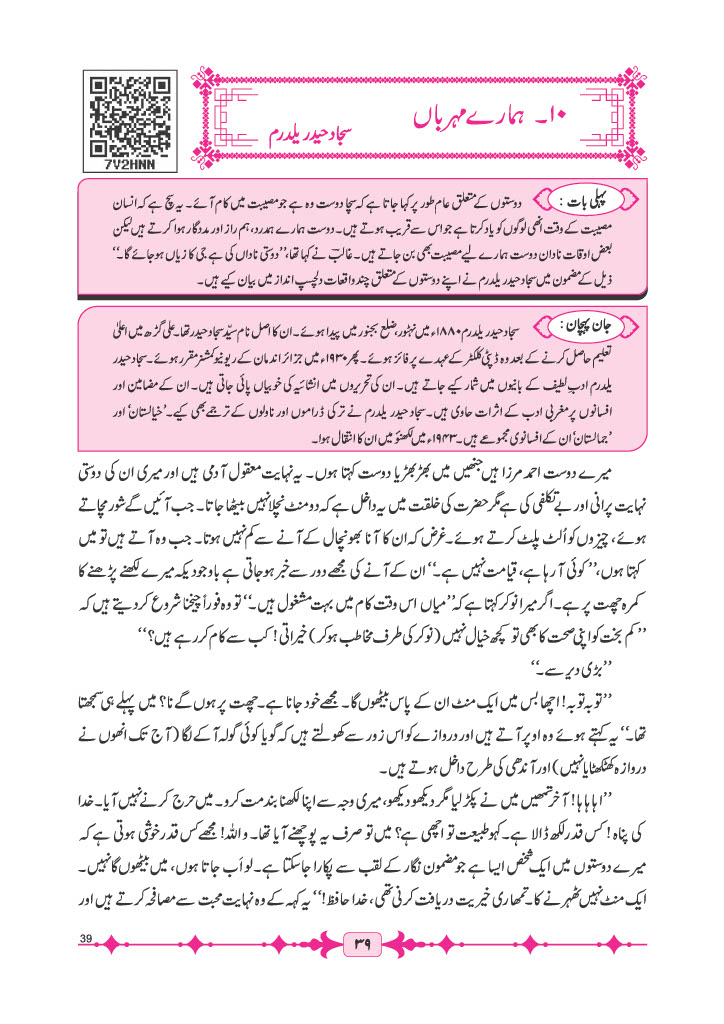 7V2HNN
۱۰۔ ہمارے مہرباں
سجاد حیدر یلدرم
پہلی بات : دوستوں کے متعلق عام طور پر کہا جاتا ہے کہ سچا دوست وہ ہے جو مصیبت میں کام آئے۔ یہ سچ ہے کہ انسان
مصیبت کے وقت انھی لوگوں کو یاد کرتا ہے جو اس سے قریب ہوتے ہیں۔ دوست ہمارے ہمدرد، ہم راز اور مددگار ہوا کرتے ہیں لیکن
بعض اوقات نادان دوست ہمارے لیے مصیبت بھی بن جاتے ہیں۔ غالبؔ نے کہا تھا، ’’دوستی ناداں کی ہے جی کا زیاں ہو جائے گا۔‘‘
ذیل کے مضمون میں سجاد حیدر یلدرم نے اپنے دوستوں کے متعلق چند واقعات دلچسپ انداز میں بیان کیے ہیں۔
جان پہچان : سجاد حیدر یلدرم ۱۸۸۰ء میں نہٹور، ضلع بجنور میں پیدا ہوئے۔ ان کا اصل نام سیّد سجاد حیدر تھا۔ علی گڑھ میں اعلیٰ
تعلیم حاصل کرنے کے بعد وہ ڈپٹی کلکٹر کے عہدے پر فائز ہوئے۔ پھر ۱۹۳۰ء میں جزائر انڈمان کے ریونیو کمشنر مقرر ہوئے۔ سجاد حیدر
یلدرم ادبِ لطیف کے بانیوں میں شمار کیے جاتے ہیں۔ ان کی تحریروں میں انشائیہ کی خوبیاں پائی جاتی ہیں۔ ان کے مضامین اور
افسانوں پر مغربی ادب کے اثرات حاوی ہیں۔ سجاد حیدر یلدرم نے ترکی ڈراموں اور ناولوں کے ترجمے بھی کیے۔ ’خیالستان‘ اور
’جمالستان‘ ان کے افسانوی مجموعے ہیں۔ ۱۹۴۳ء میں لکھنؤ میں ان کا انتقال ہوا۔
میرے دوست احمد مرزا ہیں جنھیں میں بھڑبھڑیا دوست کہتا ہوں۔ یہ نہایت معقول آدمی ہیں اور میری ان کی دوستی
نہایت پرانی اور بے تکلفی کی ہے مگر حضرت کی خلقت میں یہ داخل ہے کہ دو منٹ نچلا نہیں بیٹھا جاتا۔ جب آئیں گے شور مچاتے
ہوئے، چیزوں کو اُلٹ پلٹ کرتے ہوئے۔ غرض کہ ان کا آنا بھونچال کے آنے سے کم نہیں ہوتا۔ جب وہ آتے ہیں تو میں
کہتا ہوں، ’’کوئی آ رہا ہے، قیامت نہیں ہے۔‘‘ ان کے آنے کی مجھے دور سے خبر ہو جاتی ہے باوجودیکہ میرے لکھنے پڑھنے کا
کمرہ چھت پر ہے۔ اگر میرا نوکر کہتا ہے کہ ’’میاں اس وقت کام میں بہت مشغول ہیں۔‘‘ تو وہ فوراً چیخنا شروع کر دیتے ہیں کہ
’’کم بخت کو اپنی صحت کا بھی تو کچھ خیال نہیں (نوکر کی طرف مخاطب ہو کر) خیراتی! کب سے کام کر رہے ہیں؟‘‘
’’بڑی دیر سے۔‘‘
’’توبہ توبہ! اچھا بس میں ایک منٹ ان کے پاس بیٹھوں گا۔ مجھے خود جانا ہے۔ چھت پر ہوں گے نا؟ میں پہلے ہی سمجھتا
تھا۔‘‘ یہ کہتے ہوئے وہ اوپر آتے ہیں اور دروازے کو اس زور سے کھولتے ہیں کہ گویا کوئی گولہ آ کے لگا (آج تک انھوں نے
دروازہ کھٹکھٹایا نہیں) اور آندھی کی طرح داخل ہوتے ہیں۔
’’اہاہاہا! آخر تمھیں میں نے پکڑ لیا مگر دیکھو دیکھو، میری وجہ سے اپنا لکھنا بند مت کرو۔ میں حرج کرنے نہیں آیا۔ خدا
کی پناہ! کس قدر لکھ ڈالا ہے۔ کہو طبیعت تو اچھی ہے؟ میں تو صرف یہ پوچھنے آیا تھا۔ واللہ! مجھے کس قدر خوشی ہوتی ہے کہ
میرے دوستوں میں ایک شخص ایسا ہے جو مضمون نگار کے لقب سے پکارا جا سکتا ہے۔ لو اَب جاتا ہوں، میں بیٹھوں گا نہیں۔
ایک منٹ نہیں ٹھہرنے کا۔ تمھاری خیریت دریافت کرنی تھی، خدا حافظ!‘‘ یہ کہہ کے وہ نہایت محبت سے مصافحہ کرتے ہیں اور
39
۳۹